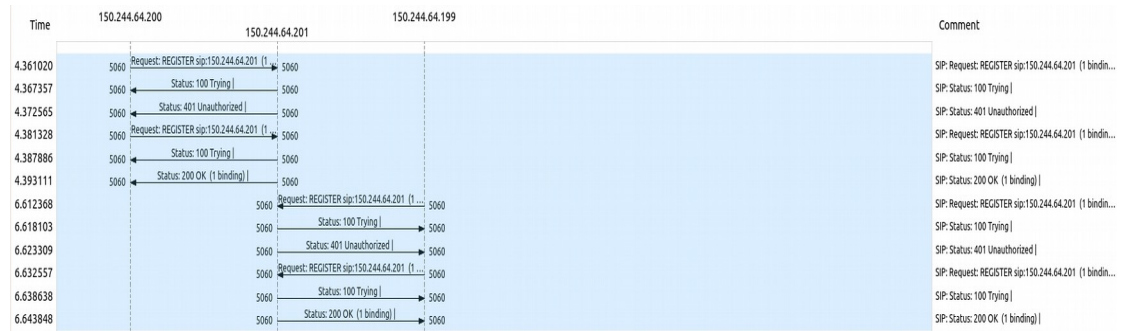 150.244.64.200 150.244.64.199
Time 150.244.64.201 Comment
4.361020 5060 Request: REGISTER sip:150.244.64.201 (1 ... 5060 SIP: Request: REGISTER sip:150.244.64.201 (1 bindin...
4.367357 5060 Status: 100 Trying | 5060 SIP: Status: 100 Trying |
4.372565 5060 Status: 401 Unauthorized | 5060 SIP: Status: 401 Unauthorized |
4.381328 5060 Request: REGISTER sip:150.244.64.201 (1 ... 5060 SIP: Request: REGISTER sip:150.244.64.201 (1 bindin...
4.387886 5060 Status: 100 Trying | 5060 SIP: Status: 100 Trying |
4.393111 5060 Status: 200 OK (1 binding) | 5060 SIP: Status: 200 OK (1 binding) |
6.612368 5060 Request: REGISTER sip:150.244.64.201 (1 ... 5060 SIP: Request: REGISTER sip:150.244.64.201 (1 bindin...
6.618103 5060 Status: 100 Trying | 5060 SIP: Status: 100 Trying |
6.623309 5060 Status: 401 Unauthorized | 5060 SIP: Status: 401 Unauthorized |
6.632557 5060 Request: REGISTER sip:150.244.64.201 (1 ... 5060 SIP: Request: REGISTER sip:150.244.64.201 (1 bindin...
6.638638 5060 Status: 100 Trying | 5060 SIP: Status: 100 Trying |
6.643848 5060 Status: 200 OK (1 binding) | 5060 SIP: Status: 200 OK (1 binding) |